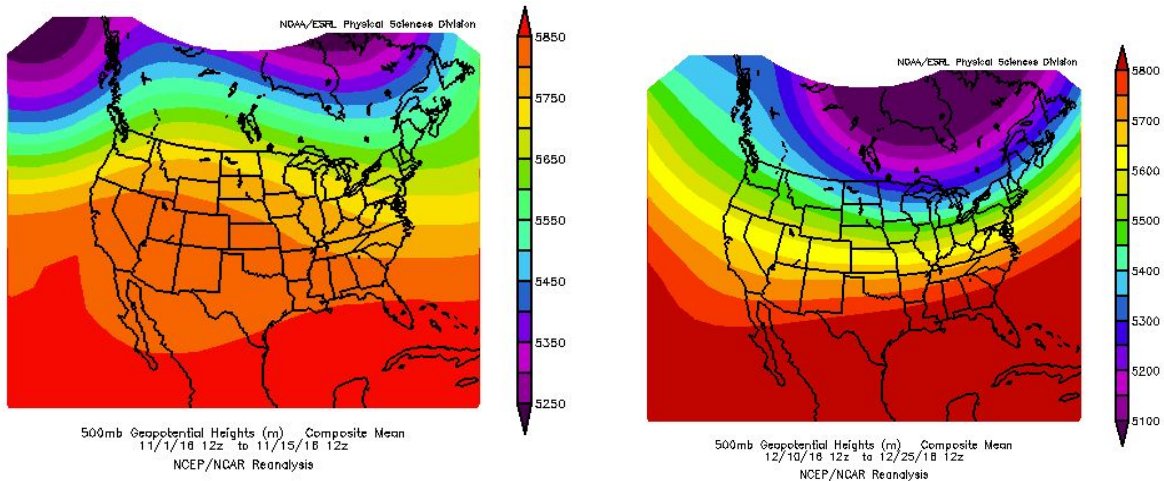 NOAA/ESRL Physical Sciences Division
5850
5750
5650
5550
5450
5350
5250
500mb Geopotential Heights (m) Composite Mean
11/1/16 12z to 11/15/16 12z
NCEP/NCAR Reanalysis
NOAA/ESRL Physical Sciences Division
5800
5700
5600
5500
5400
5300
5200
5100
500mb Geopotential Heights (m) Composite Mean
12/10/16 12z to 12/25/16 12z
NCEP/NCAR Reanalysis